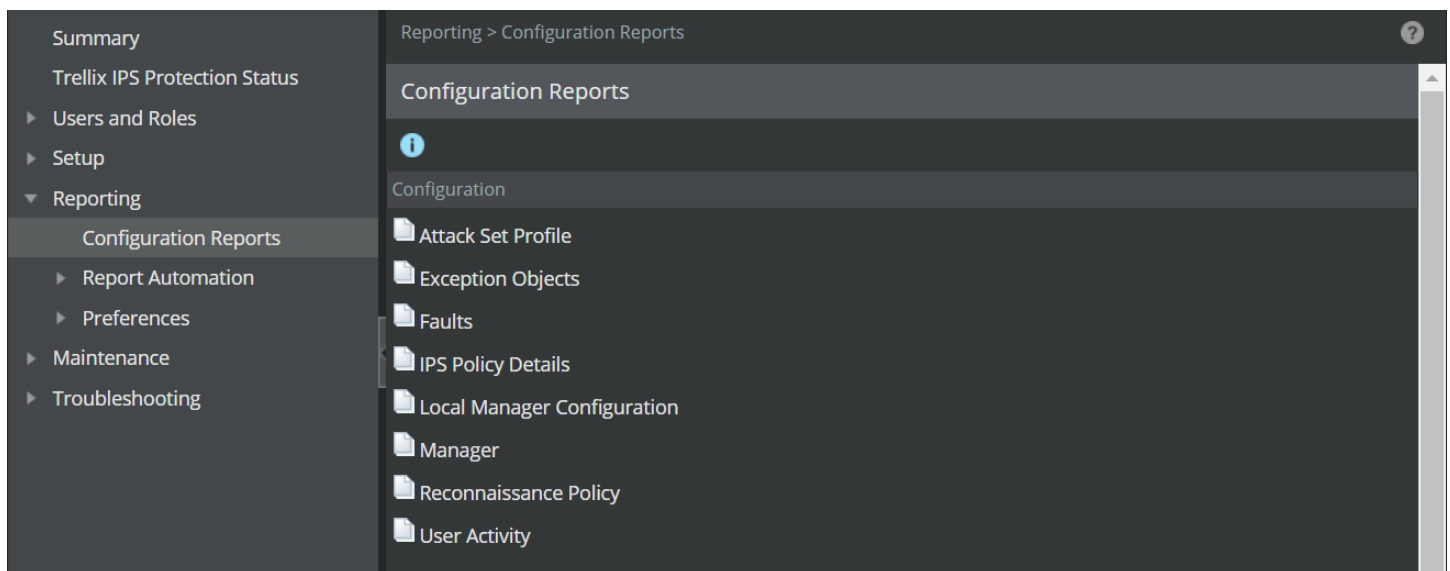 Summary
Trellix IPS Protection Status
Users and Roles
Setup
Reporting
Configuration Reports
Report Automation
Preferences
Maintenance
Troubleshooting
Reporting > Configuration Reports
?
Configuration Reports
i
Configuration
Attack Set Profile
Exception Objects
Faults
IPS Policy Details
Local Manager Configuration
Manager
Reconnaissance Policy
User Activity